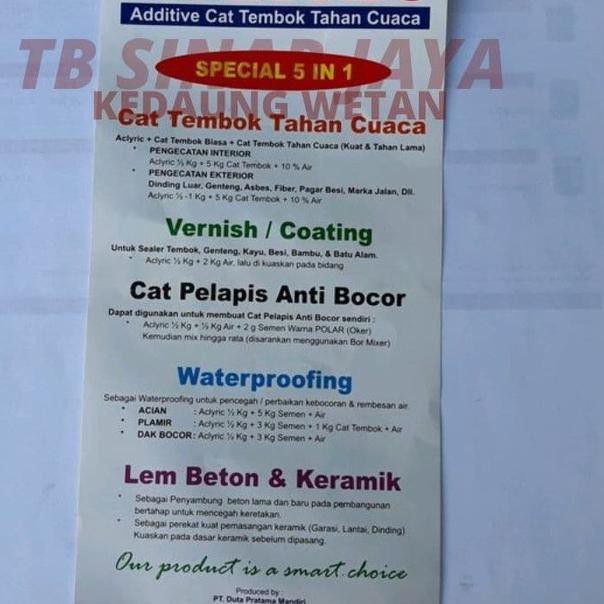 Additive Cat Tembok Tahan Cuaca
TB SINAR JAYA
SPECIAL 5 IN 1
KEDAUNG WETAN
Cat Tembok Tahan Cuaca
Aclyric + Cat Tembok Biasa + Cat Tembok Tahan Cuaca (Kuat & Tahan Lama)
• PENGECATAN INTERIOR
Aclyric ½ Kg + 5 Kg Cat Tembok + 10 % Air
• PENGECATAN EKTERIOR
Dinding Luar, Genteng, Asbes, Fiber, Pagar Besi, Marka Jalan, Dll.
Aclyric ½ -1 Kg + 5 Kg Cat Tembok + 10 % Air
Vernish / Coating
Untuk Sealer Tembok, Genteng, Kayu, Besi, Bambu, & Batu Alam.
• Aclyric ½ Kg + 2 Kg Air, lalu di kuaskan pada bidang
Cat Pelapis Anti Bocor
Dapat digunakan untuk membuat Cat Pelapis Anti Bocor sendiri :
• Aclyric ½ Kg + ½ Kg Air + 2 g Semen Warna POLAR (Oker)
Kemudian mix hingga rata (disarankan menggunakan Bor Mixer)
Waterproofing
Sebagai Waterproofing untuk pencegah / perbaikan kebocoran & rembesan air.
• ACIAN : Aclyric ½ Kg + 5 Kg Semen + Air
• PLAMIR : Aclyric ½ Kg + 3 Kg Semen + 1 Kg Cat Tembok + Air
• DAK BOCOR : Aclyric ½ Kg + 3 Kg Semen + Air
Lem Beton & Keramik
• Sebagai Penyambung beton lama dan baru pada pembangunan
bertahap untuk mencegah keretakan.
• Sebagai perekat kuat pemasangan keramik (Garasi, Lantai, Dinding)
Kuaskan pada dasar keramik sebelum dipasang.
Our product is a smart choice
Produced by :
PT. Duta Pratama Mandiri